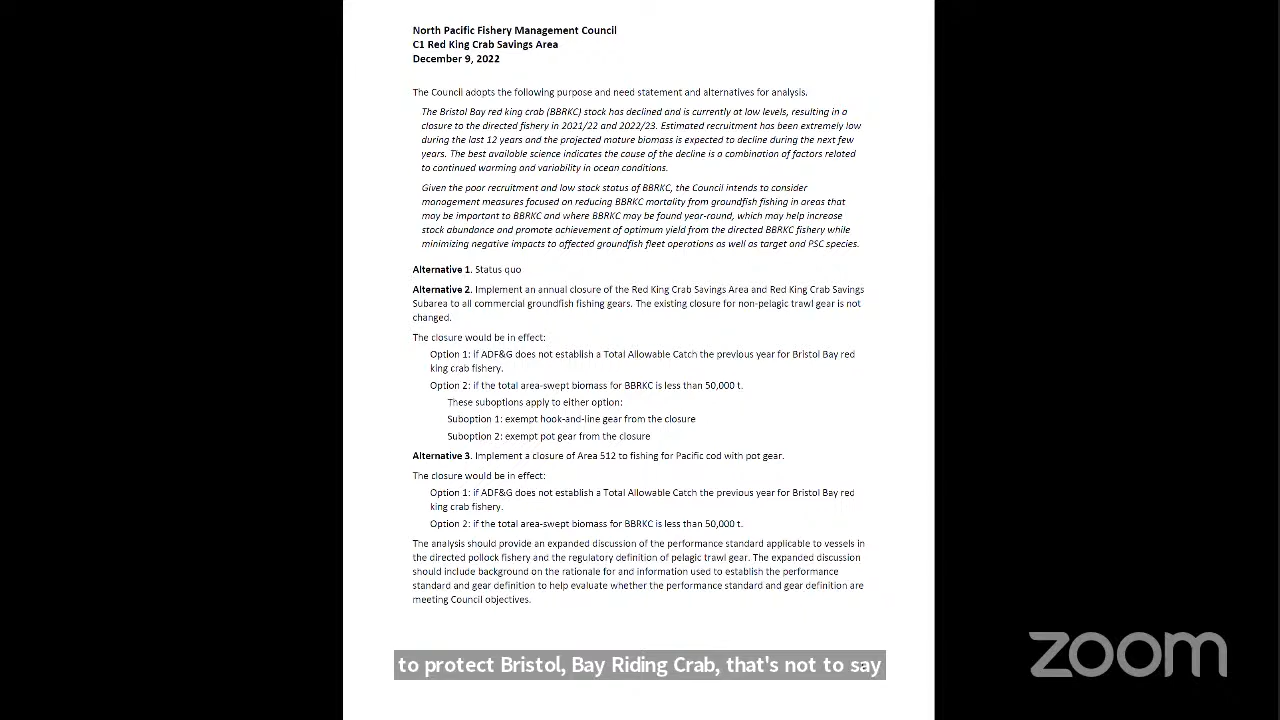 North Pacific Fishery Management Council
C1 Red King Crab Savings Area
December 9, 2022
The Council adopts the following purpose and need statement and alternatives for analysis.
The Bristol Bay red king crab (BBRKC) stock has declined and is currently at low levels, resulting in a
closure to the directed fishery in 2021/22 and 2022/23. Estimated recruitment has been extremely low
during the last 12 years and the projected mature biomass is expected to decline during the next few
years. The best available science indicates the cause of the decline is a combination of factors related
to continued warming and variability in ocean conditions.
Given the poor recruitment and low stock status of BBRKC, the Council intends to consider
management measures focused on reducing BBRKC mortality from groundfish fishing in areas that
may be important to BBRKC and where BBRKC may be found year-round, which may help increase
stock abundance and promote achievement of optimum yield from the directed BBRKC fishery while
minimizing negative impacts to affected groundfish fleet operations as well as target and PSC species.
Alternative 1. Status quo
Alternative 2. Implement an annual closure of the Red King Crab Savings Area and Red King Crab Savings
Subarea to all commercial groundfish fishing gears. The existing closure for non-pelagic trawl gear is not
changed.
The closure would be in effect:
Option 1: if ADF&G does not establish a Total Allowable Catch the previous year for Bristol Bay red
king crab fishery.
Option 2: if the total area-swept biomass for BBRKC is less than 50,000 t.
These suboptions apply to either option:
Suboption 1: exempt hook-and-line gear from the closure
Suboption 2: exempt pot gear from the closure
Alternative 3. Implement a closure of Area 512 to fishing for Pacific cod with pot gear.
The closure would be in effect:
Option 1: if ADF&G does not establish a Total Allowable Catch the previous year for Bristol Bay red
king crab fishery.
Option 2: if the total area-swept biomass for BBRKC is less than 50,000 t.
The analysis should provide an expanded discussion of the performance standard applicable to vessels in
the directed pollock fishery and the regulatory definition of pelagic trawl gear. The expanded discussion
should include background on the rationale for and information used to establish the performance
standard and gear definition to help evaluate whether the performance standard and gear definition are
meeting Council objectives.
to protect Bristol, Bay Riding Crab, that's not to say
zoom